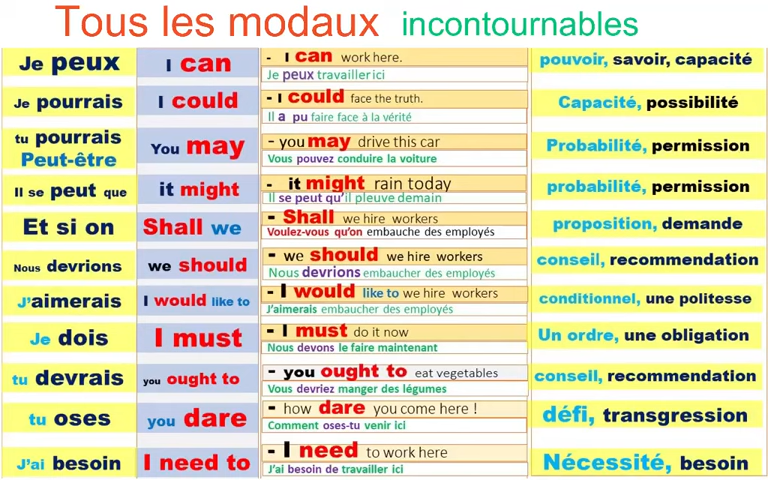 Tous les modaux incontournables
Je peux
I can
- I can work here.
Je peux travailler ici
pouvoir, savoir, capacité
Je pourrais
I could
- I could face the truth.
Il a pu faire face à la vérité
Capacité, possibilité
tu pourrais
Peut-être
You may
- you may drive this car
Vous pouvez conduire la voiture
Probabilité, permission
Il se peut que
it might
- it might rain today
Il se peut qu'il pleuve demain
probabilité, permission
Et si on
Shall we
- Shall we hire workers
Voulez-vous qu'on embauche des employés
proposition, demande
Nous devrions
we should
- we should we hire workers
Nous devrions embaucher des employés
conseil, recommendation
J'aimerais
I would like to
- I would like to we hire workers
J'aimerais embaucher des employés
conditionnel, une politesse
Je dois
I must
- I must do it now
Nous devons le faire maintenant
Un ordre, une obligation
tu devrais
you ought to
- you ought to eat vegetables
Vous devriez manger des légumes
conseil, recommendation
tu oses
you dare
- how dare you come here !
Comment oses-tu venir ici
défi, transgression
J'ai besoin
I need to
- I need to work here
J'ai besoin de travailler ici
Nécessité, besoin